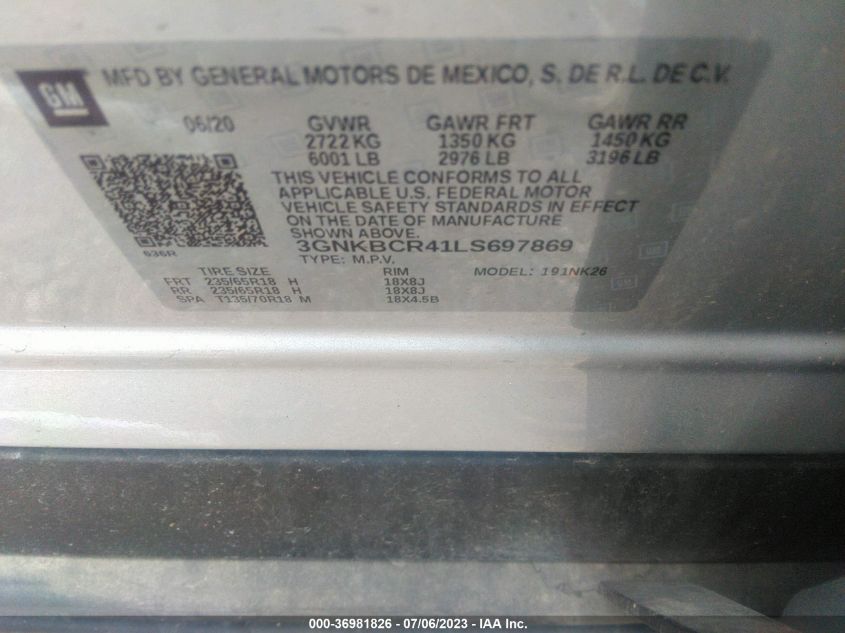 GM
MFD BY GENERAL MOTORS DE MEXICO, S. DE R.L. DE C.V.
06/20 GVWR GAWR FRT GAWR RR
2722 KG 1350 KG 1450 KG
6001 LB 2976 LB 3196 LB
THIS VEHICLE CONFORMS TO ALL
APPLICABLE U.S. FEDERAL MOTOR
VEHICLE SAFETY STANDARDS IN EFFECT
ON THE DATE OF MANUFACTURE
SHOWN ABOVE.
636R 3GNKBCR41LS697869
TYPE: M.P.V.
TIRE SIZE RIM MODEL: 191NK26
FRT 235/65R18 H 18X8J
RR 235/65R18 H 18X8J
SPA T135/70R18 M 18X4.5B
000-36981826 - 07/06/2023 - IAA Inc.